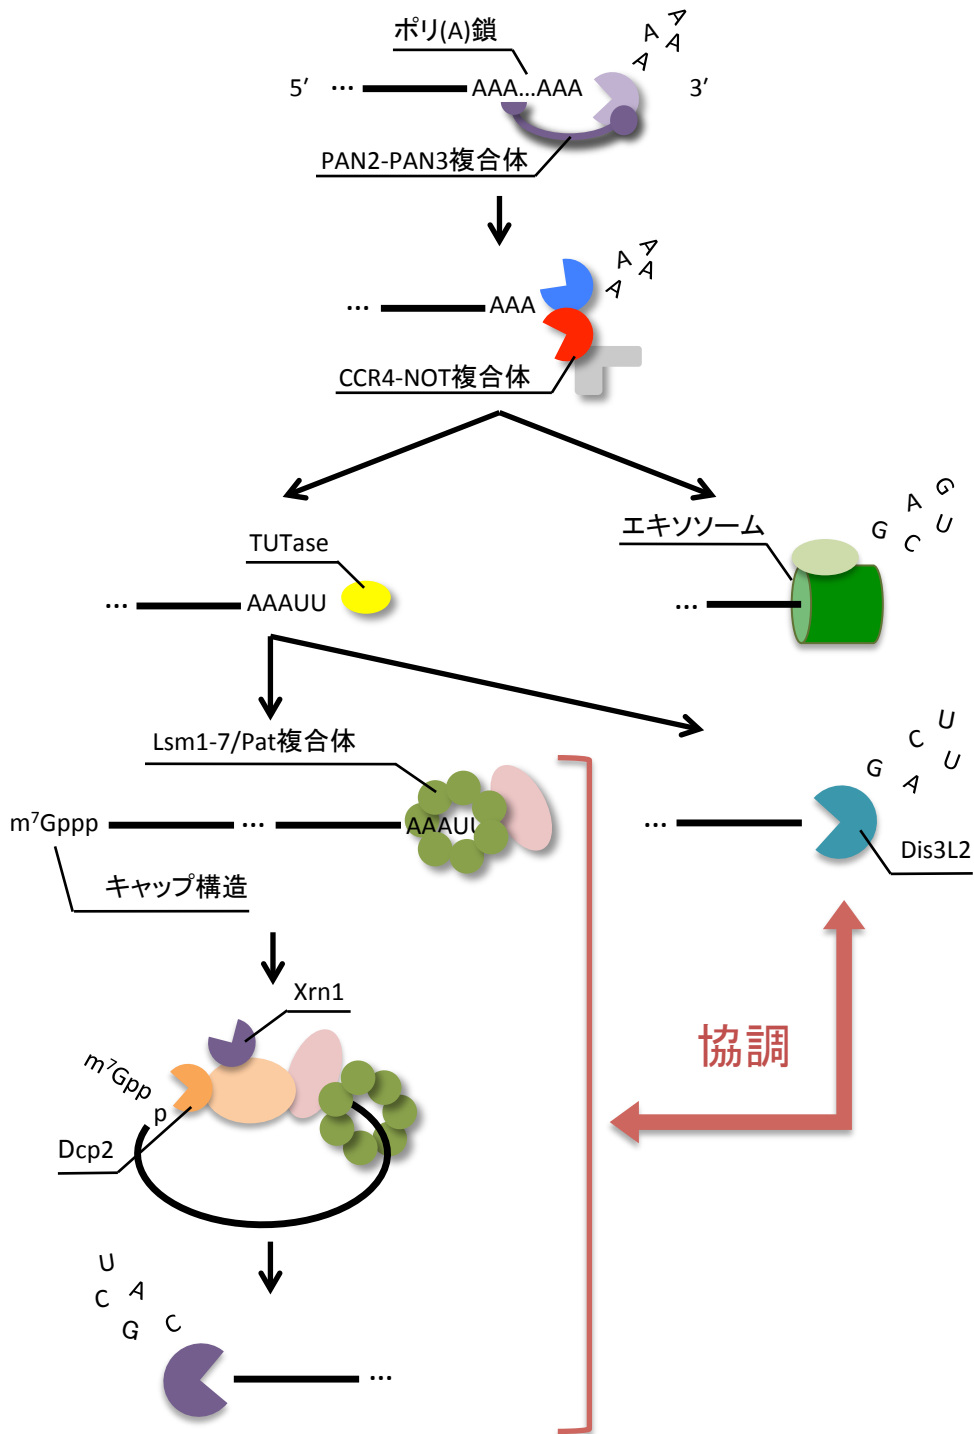 ポリ(A)鎖
A
A
A
A
5′ ... AAA...AAA 3′
PAN2-PAN3複合体
A
A
A
A
... AAA
CCR4-NOT複合体
TUTase
エキソソーム
G
A
U
C
G
... AAAUU
...
Lsm1-7/Pat複合体
U
C
U
A
G
m⁷Gppp ... AAAUU
...
Dis3L2
キャップ構造
Xrn1
協調
m⁷Gpp
p
Dcp2
U
A
C
C
G
...